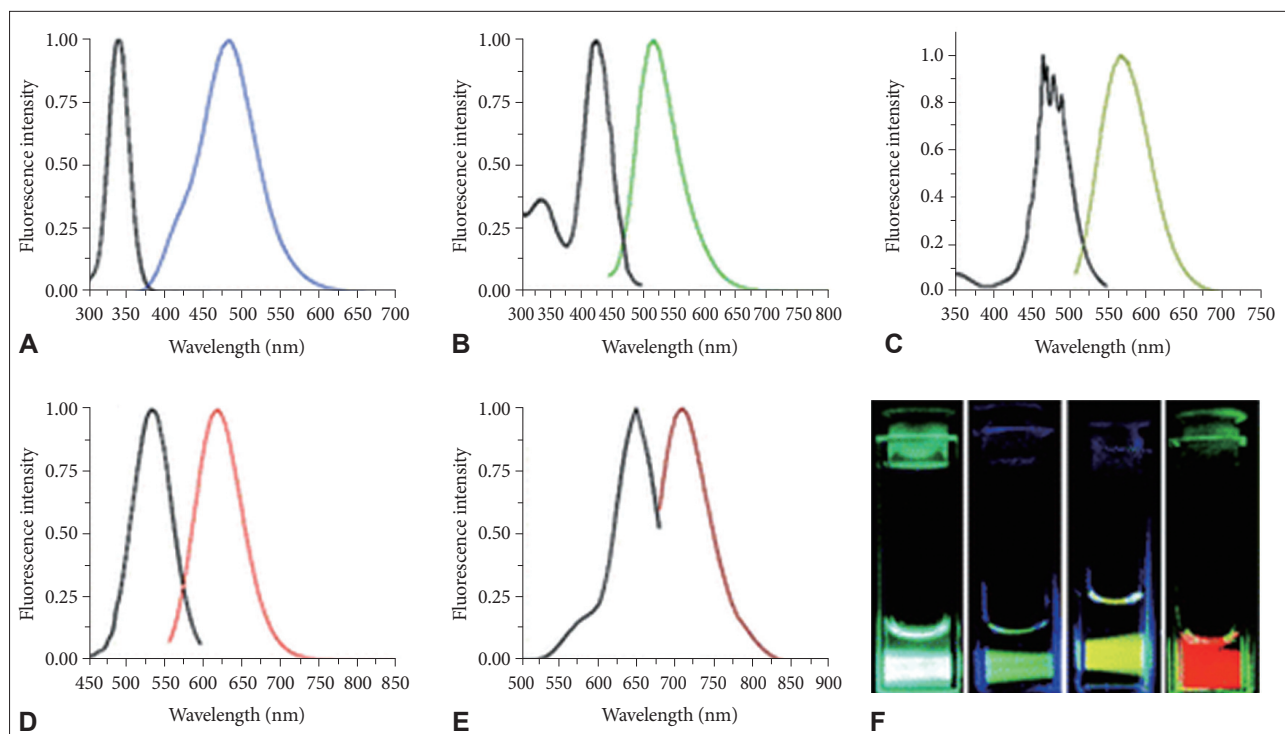 1.00
0.75
0.50
0.25
0.00
Fluorescence intensity
300 350 400 450 500 550 600 650 700
Wavelength (nm)
A
1.00
0.75
0.50
0.25
0.00
Fluorescence intensity
300 350 400 450 500 550 600 650 700 750 800
Wavelength (nm)
B
1.0
0.8
0.6
0.4
0.2
0.0
Fluorescence intensity
350 400 450 500 550 600 650 700 750
Wavelength (nm)
C
1.00
0.75
0.50
0.25
0.00
Fluorescence intensity
450 500 550 600 650 700 750 800 850
Wavelength (nm)
D
1.00
0.75
0.50
0.25
0.00
Fluorescence intensity
500 550 600 650 700 750 800 850 900
Wavelength (nm)
E
F